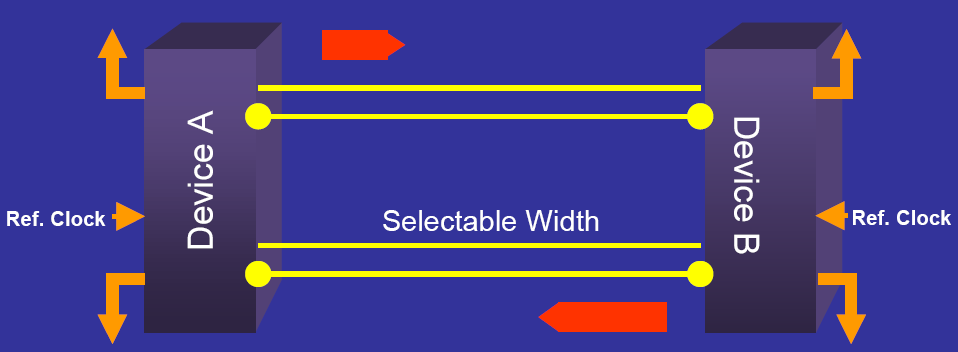 Device A
Device B
Ref. Clock
Selectable Width
Ref. Clock